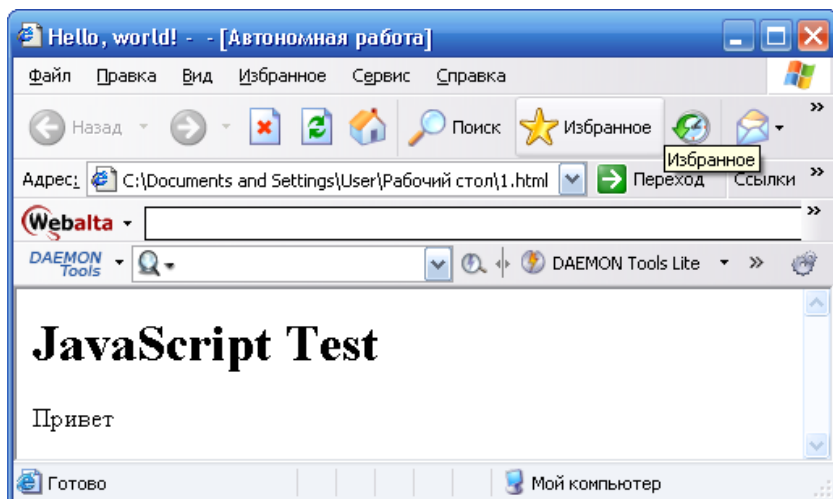 Hello, world! - - [Автономная работа]
Файл Правка Вид Избранное Сервис Справка
Назад Поиск Избранное »
Избранное
Адрес: C:\Documents and Settings\User\Рабочий стол\1.html Переход Ссылки »
Webalta »
DAEMON Tools DAEMON Tools Lite »
JavaScript Test
Привет
Готово Мой компьютер